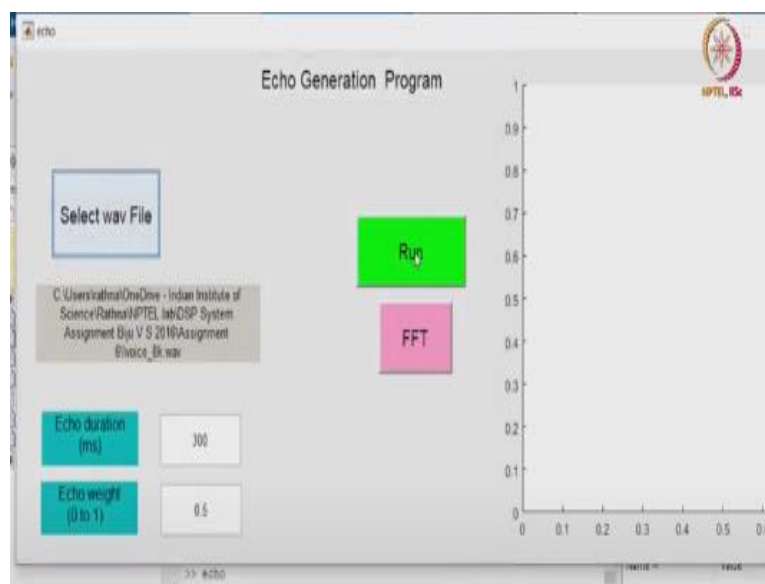 echo
Echo Generation Program
NPTEL, IISc
Select wav File
Run
C:\Users\rathna\OneDrive - Indian Institute of
Science\Rathna\NPTEL lab\DSP System
Assignment Biju V S 2016\Assignment
6\voice_8k.wav
FFT
Echo duration
(ms)
300
Echo weight
(0 to 1)
0.5
1
0.9
0.8
0.7
0.6
0.5
0.4
0.3
0.2
0.1
0
0 0.1 0.2 0.3 0.4 0.5
>> echo
Name
Value